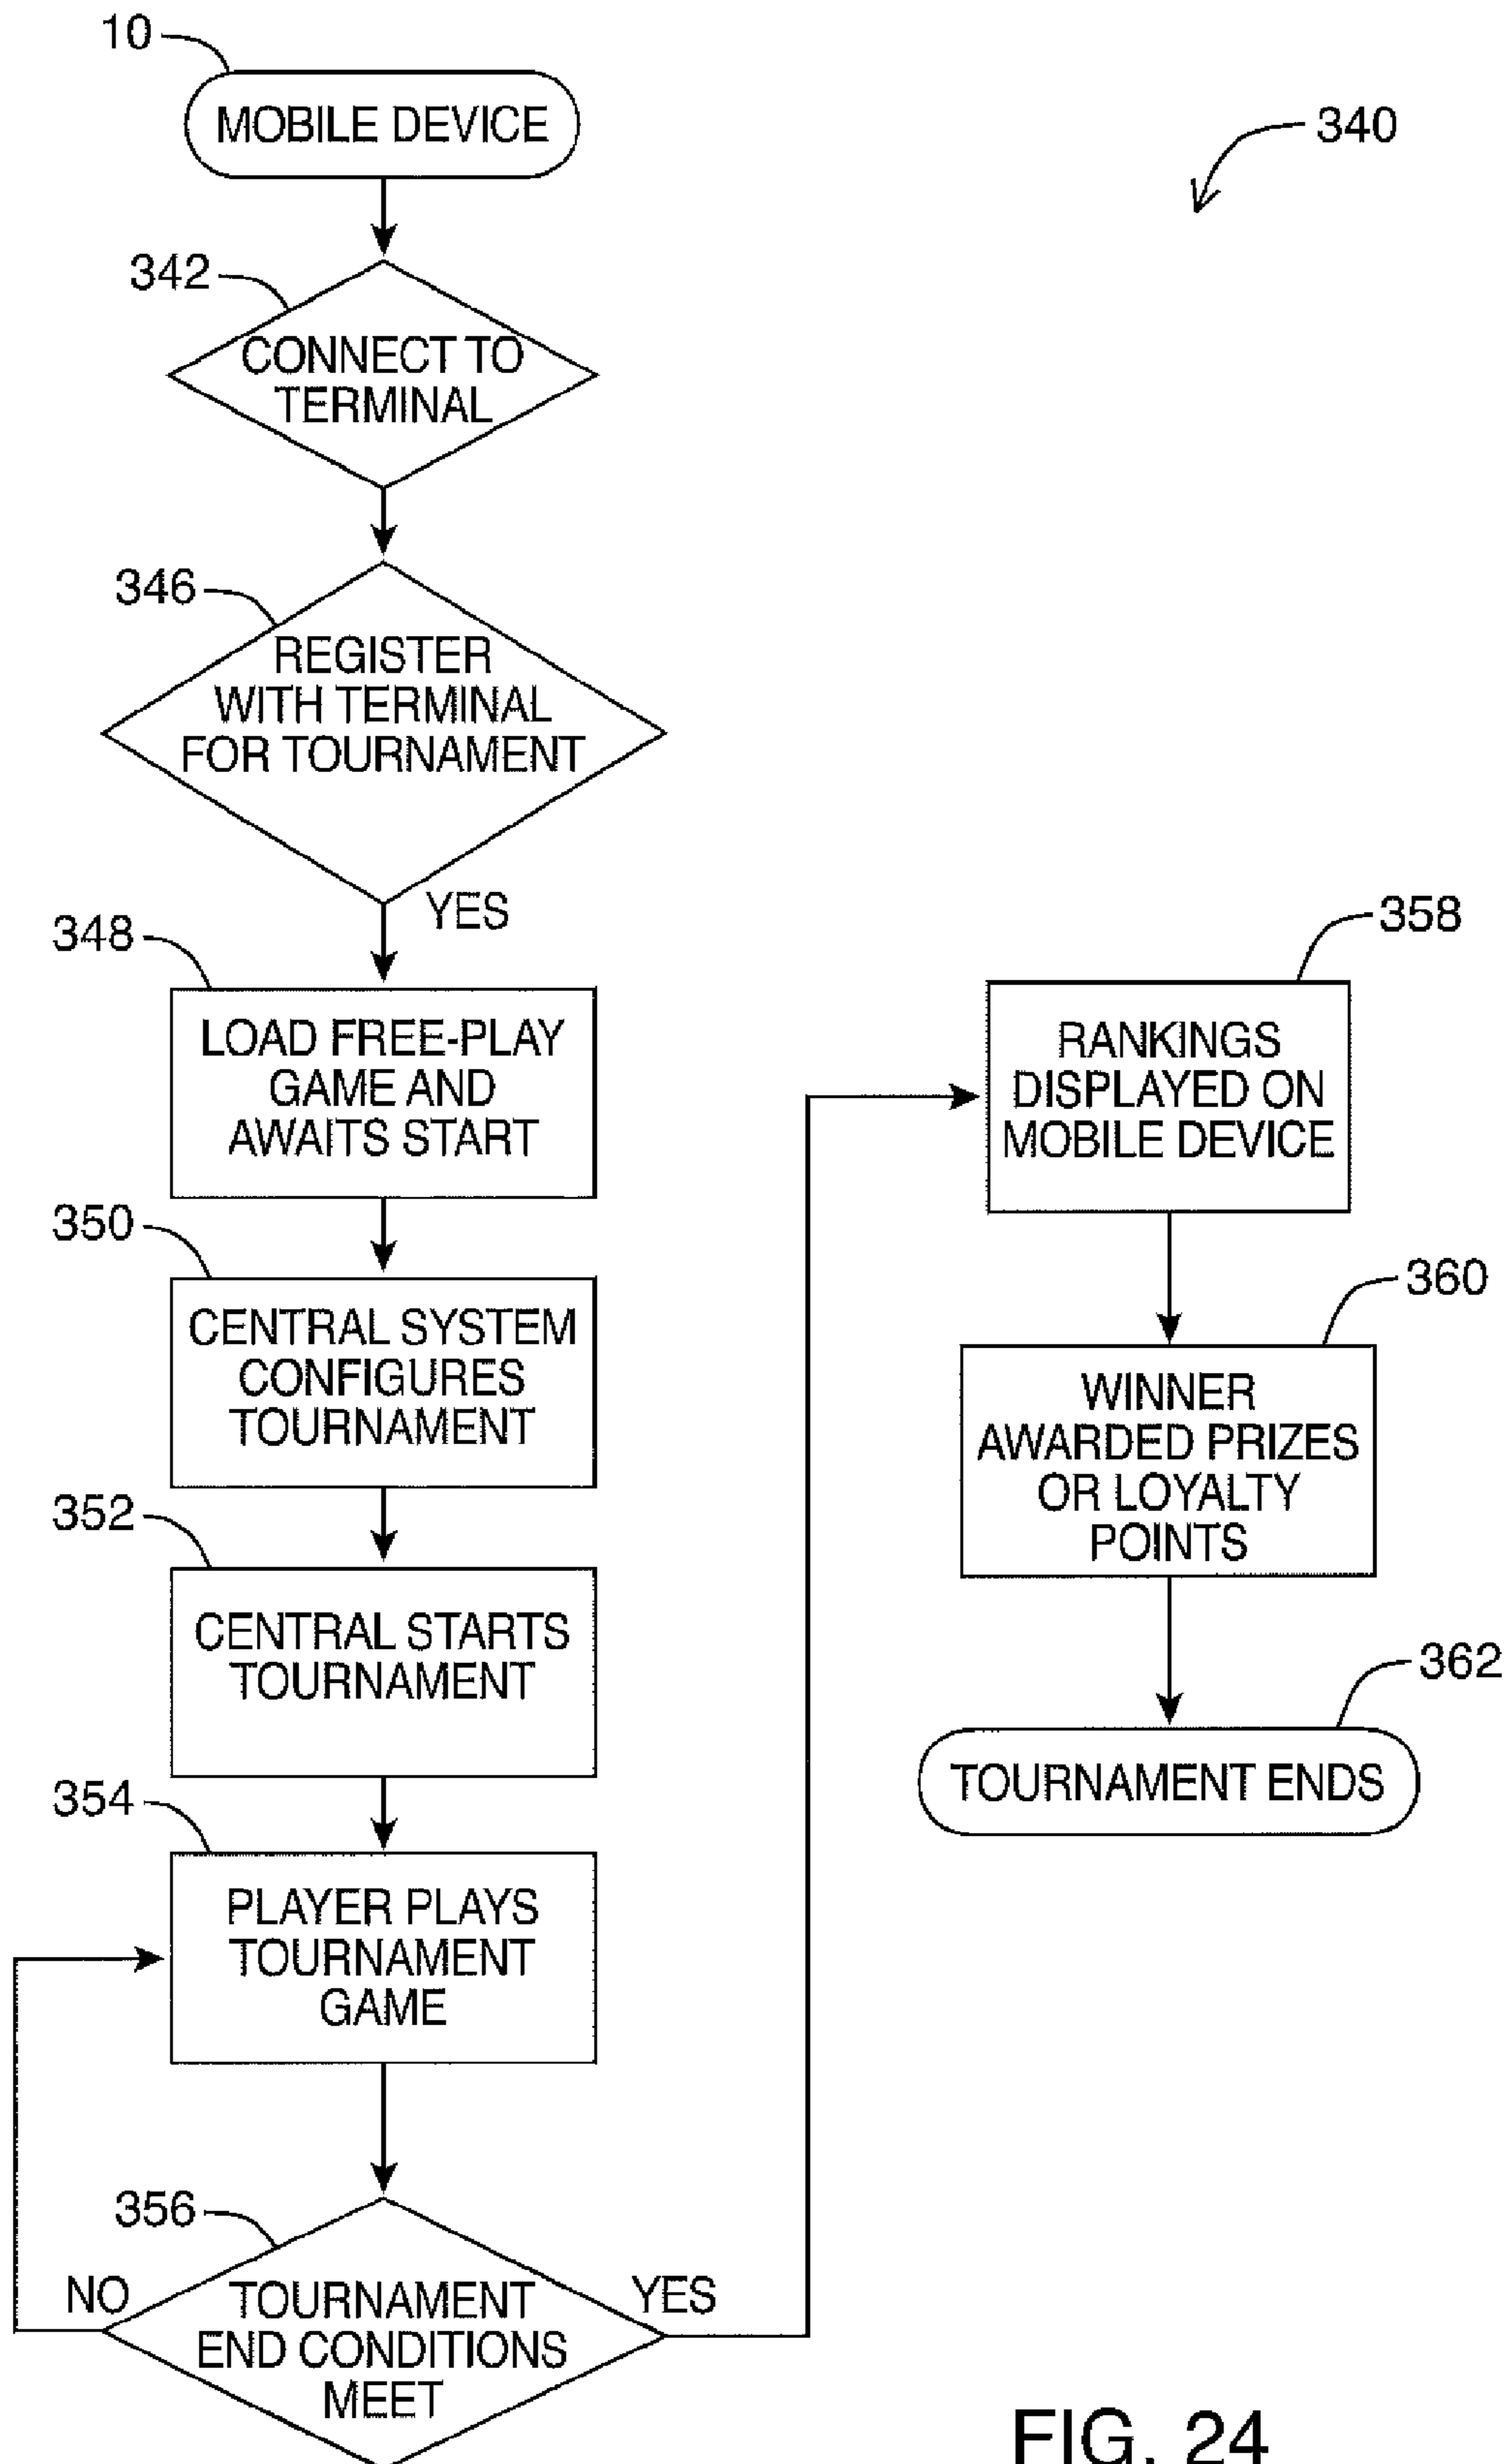 10
MOBILE DEVICE
340
342
CONNECT TO
TERMINAL
346
REGISTER
WITH TERMINAL
FOR TOURNAMENT
YES
348
LOAD FREE-PLAY
GAME AND
AWAITS START
350
CENTRAL SYSTEM
CONFIGURES
TOURNAMENT
352
CENTRAL STARTS
TOURNAMENT
354
PLAYER PLAYS
TOURNAMENT
GAME
356
NO
TOURNAMENT
END CONDITIONS
MEET
YES
358
RANKINGS
DISPLAYED ON
MOBILE DEVICE
360
WINNER
AWARDED PRIZES
OR LOYALTY
POINTS
362
TOURNAMENT ENDS
FIG. 24